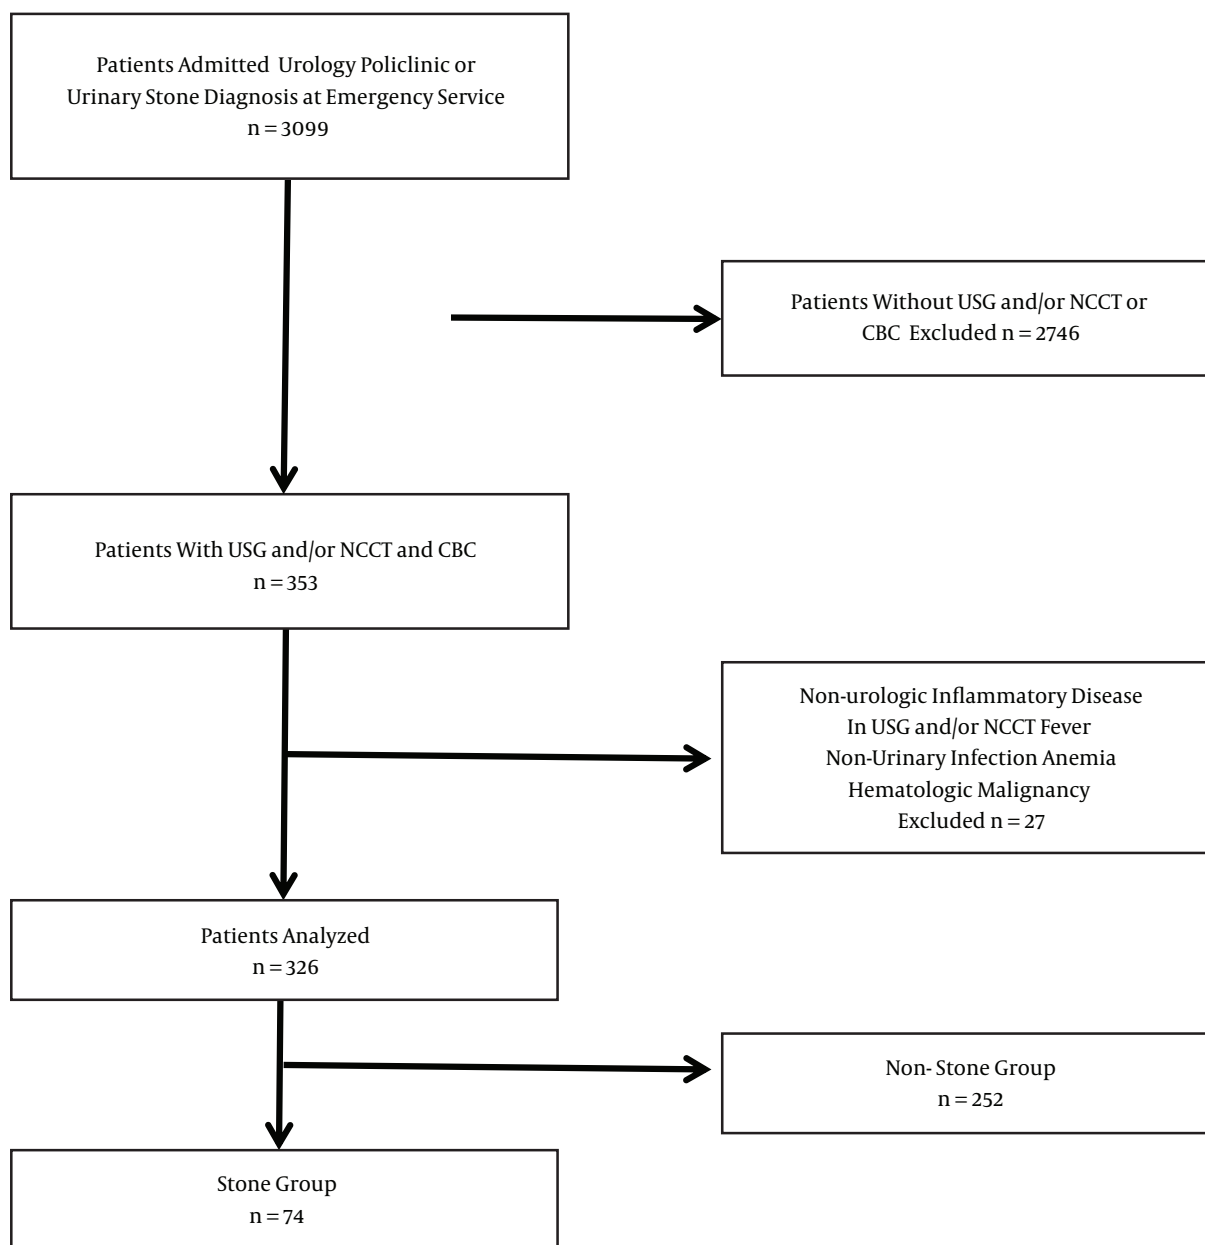 Patients Admitted Urology Policlinic or
Urinary Stone Diagnosis at Emergency Service
n = 3099
Patients Without USG and/or NCCT or
CBC Excluded n = 2746
Patients With USG and/or NCCT and CBC
n = 353
Non-urologic Inflammatory Disease
In USG and/or NCCT Fever
Non-Urinary Infection Anemia
Hematologic Malignancy
Excluded n = 27
Patients Analyzed
n = 326
Non- Stone Group
n = 252
Stone Group
n = 74